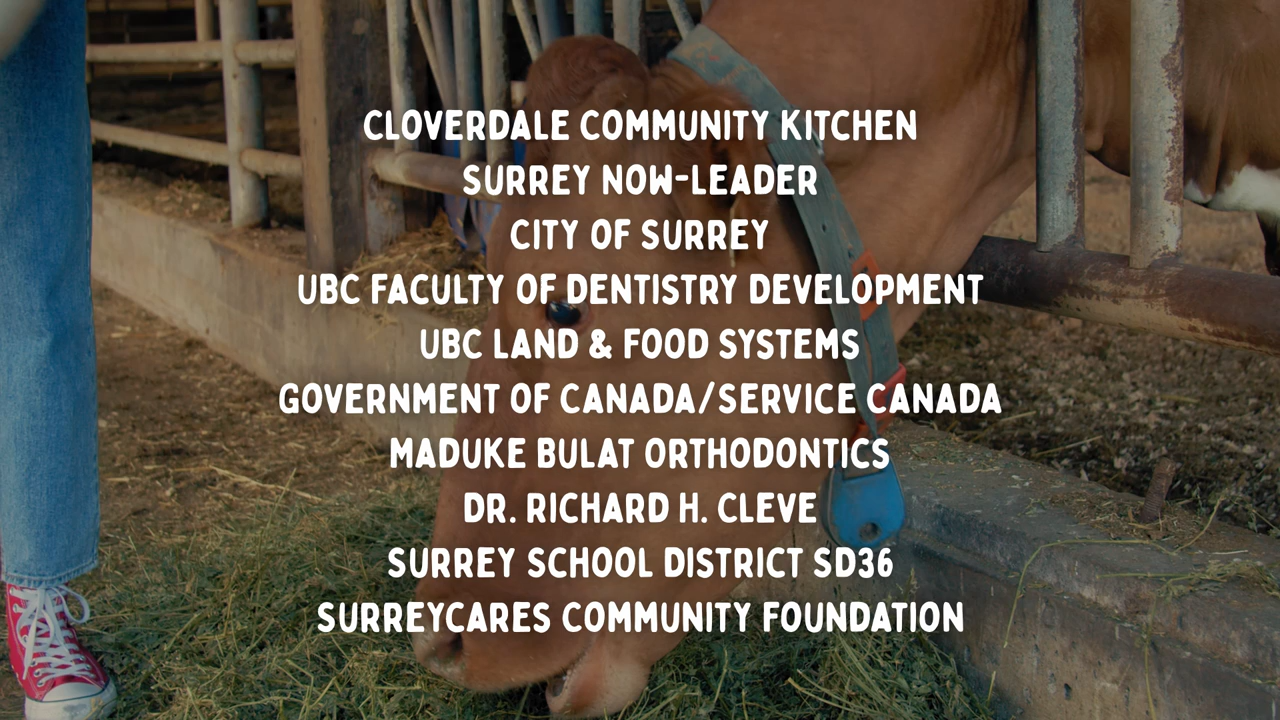 CLOVERDALE COMMUNITY KITCHEN
SURREY NOW-LEADER
CITY OF SURREY
UBC FACULTY OF DENTISTRY DEVELOPMENT
UBC LAND & FOOD SYSTEMS
GOVERNMENT OF CANADA/SERVICE CANADA
MADUKE BULAT ORTHODONTICS
DR. RICHARD H. CLEVE
SURREY SCHOOL DISTRICT SD36
SURREYCARES COMMUNITY FOUNDATION